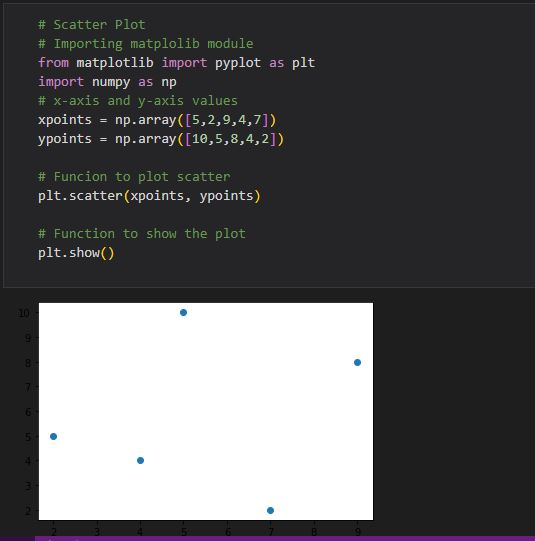 # Scatter Plot
# Importing matplolib module
from matplotlib import pyplot as plt
import numpy as np
# x-axis and y-axis values
xpoints = np.array([5,2,9,4,7])
ypoints = np.array([10,5,8,4,2])
# Funcion to plot scatter
plt.scatter(xpoints, ypoints)
# Function to show the plot
plt.show()
10
9
8
7
6
5
4
3
2
2 3 4 5 6 7 8 9